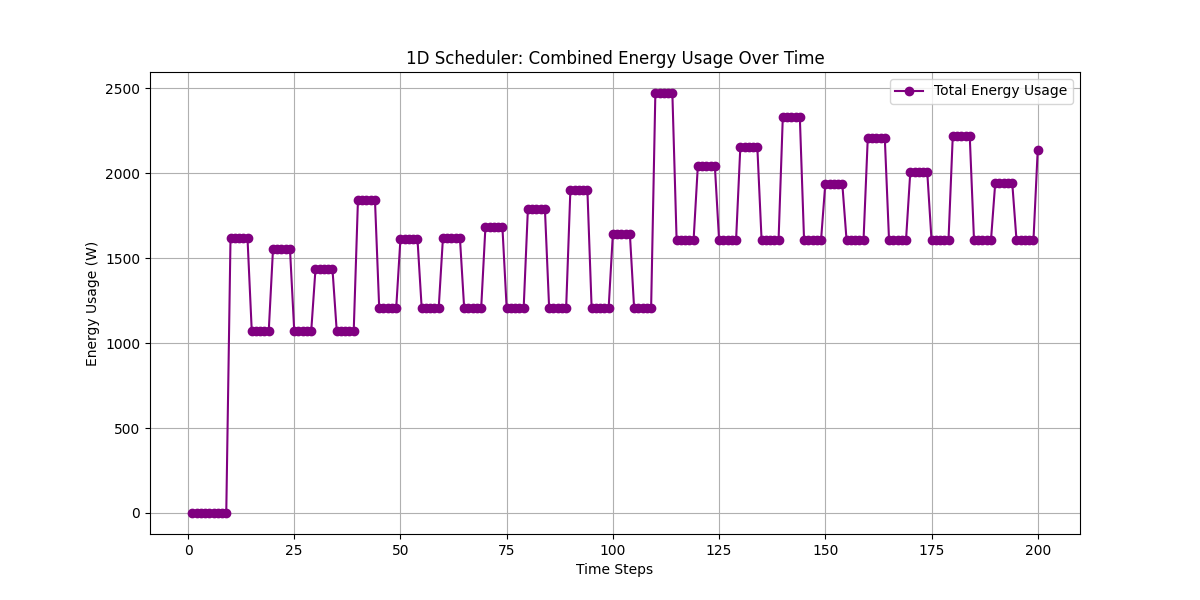 1D Scheduler: Combined Energy Usage Over Time
Total Energy Usage
Energy Usage (W)
2500
2000
1500
1000
500
0
0 25 50 75 100 125 150 175 200
Time Steps